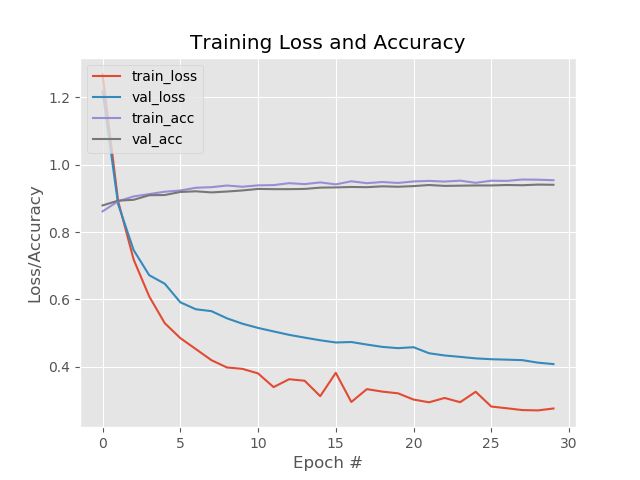 Training Loss and Accuracy
train_loss
val_loss
train_acc
val_acc
Loss/Accuracy
1.2
1.0
0.8
0.6
0.4
0 5 10 15 20 25 30
Epoch #